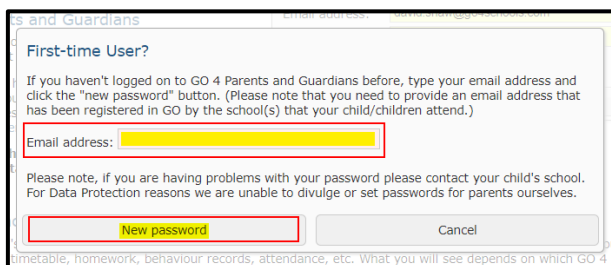 ts and Guardians
Email address: david.shaw@go4schools.com
First-time User?
If you haven't logged on to GO 4 Parents and Guardians before, type your email address and
click the "new password" button. (Please note that you need to provide an email address that
has been registered in GO by the school(s) that your child/children attend.)
Email address:
Please note, if you are having problems with your password please contact your child's school.
For Data Protection reasons we are unable to divulge or set passwords for parents ourselves.
New password
Cancel
timetable, homework, behaviour records, attendance, etc. What you will see depends on which GO 4